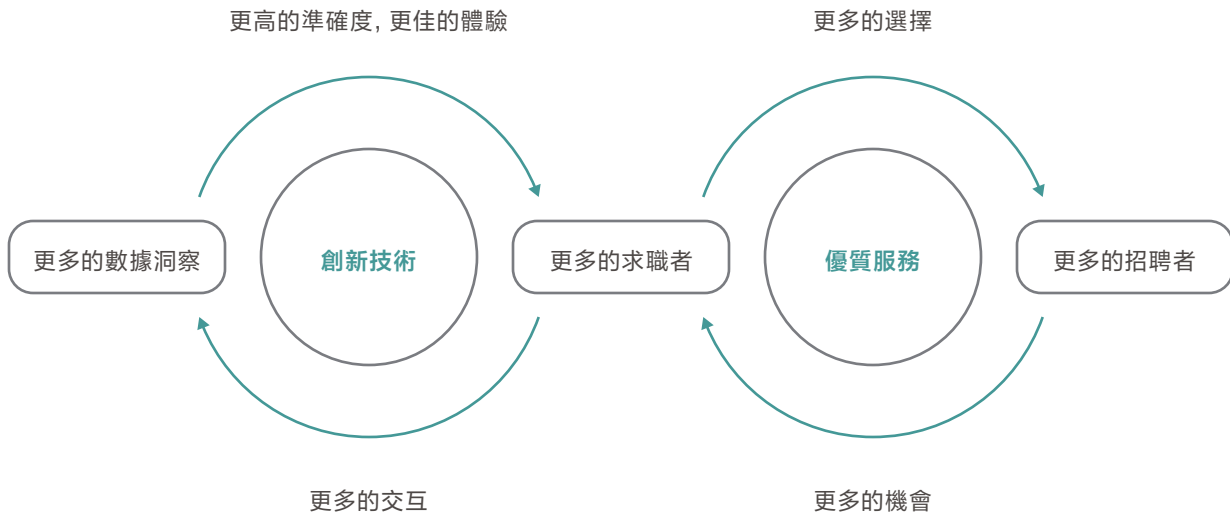 更高的準確度, 更佳的體驗
更多的選擇
更多的數據洞察
創新技術
更多的求職者
優質服務
更多的招聘者
更多的交互
更多的機會